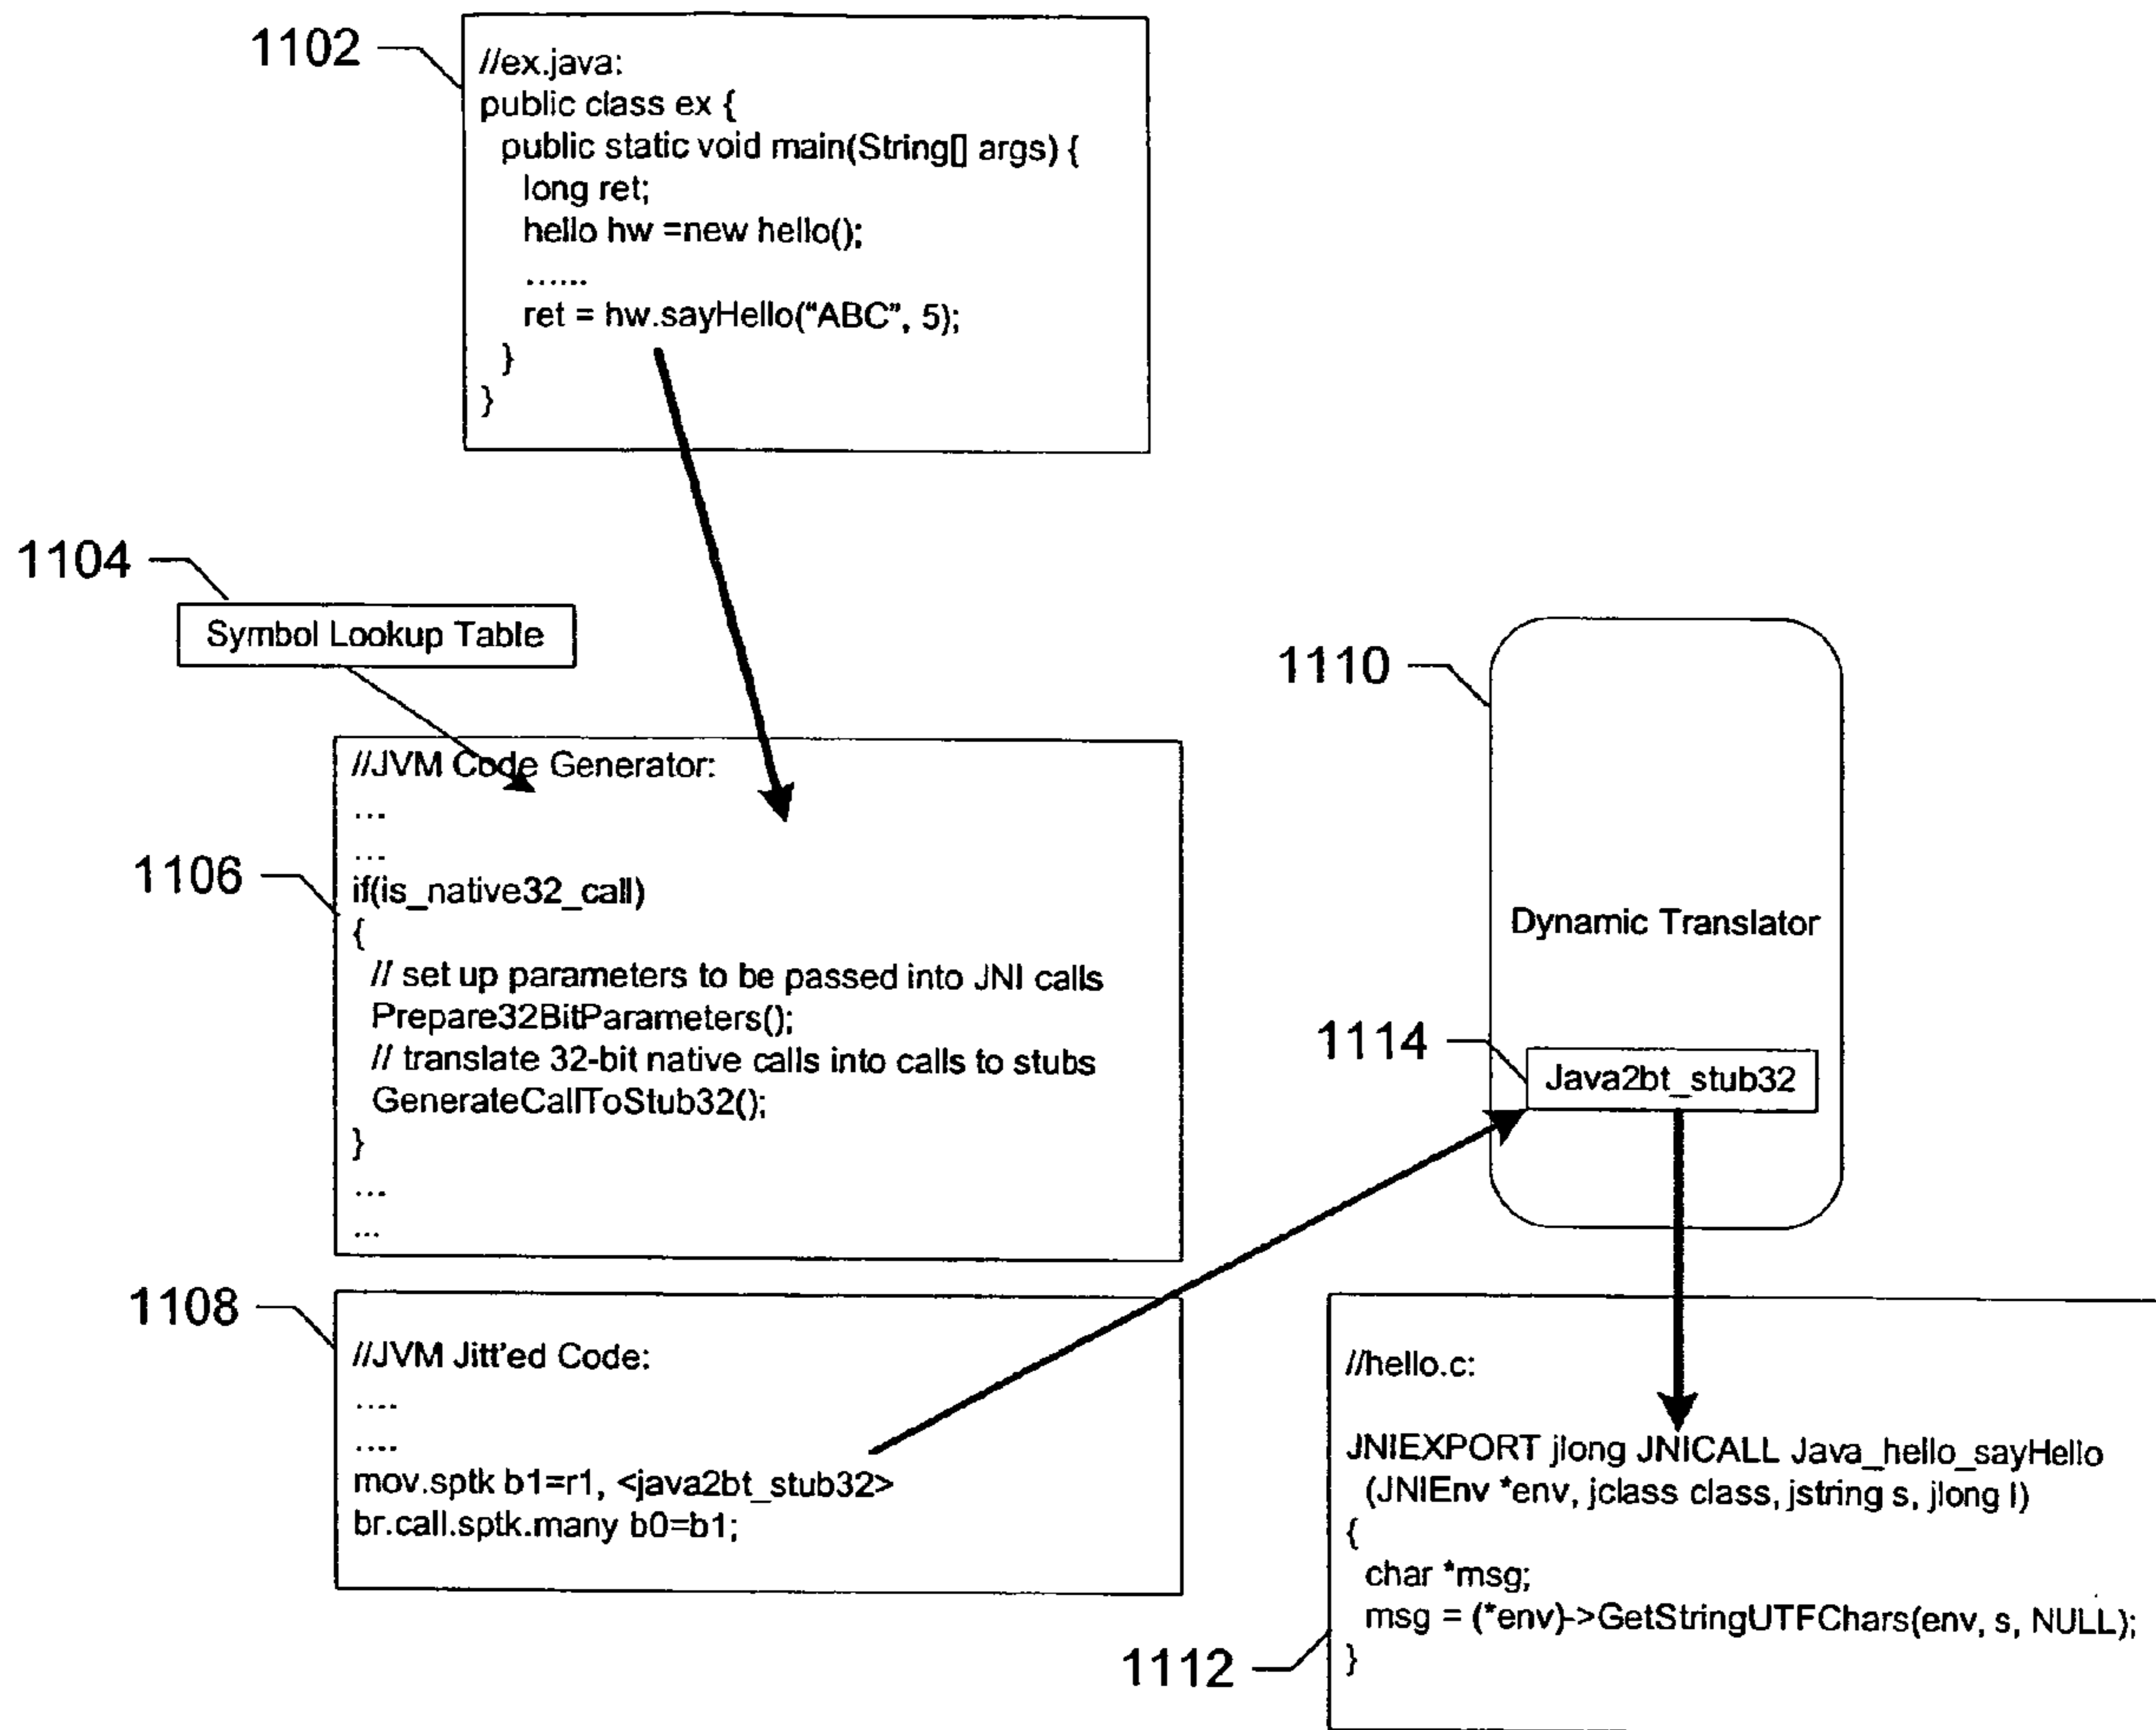 1102
//ex.java:
public class ex {
public static void main(String[] args) {
long ret;
hello hw =new hello();
......
ret = hw.sayHello("ABC", 5);
}
}
1104
Symbol Lookup Table
1106
//JVM Code Generator:
...
...
if(is_native32_call)
{
// set up parameters to be passed into JNI calls
Prepare32BitParameters();
// translate 32-bit native calls into calls to stubs
GenerateCallToStub32();
}
...
...
1108
//JVM Jitt'ed Code:
....
....
mov.sptk b1=r1, <java2bt_stub32>
br.call.sptk.many b0=b1;
1110
Dynamic Translator
1114
Java2bt_stub32
1112
//hello.c:
JNIEXPORT jlong JNICALL Java_hello_sayHello
(JNIEnv *env, jclass class, jstring s, jlong l)
{
char *msg;
msg = (*env)->GetStringUTFChars(env, s, NULL);
}